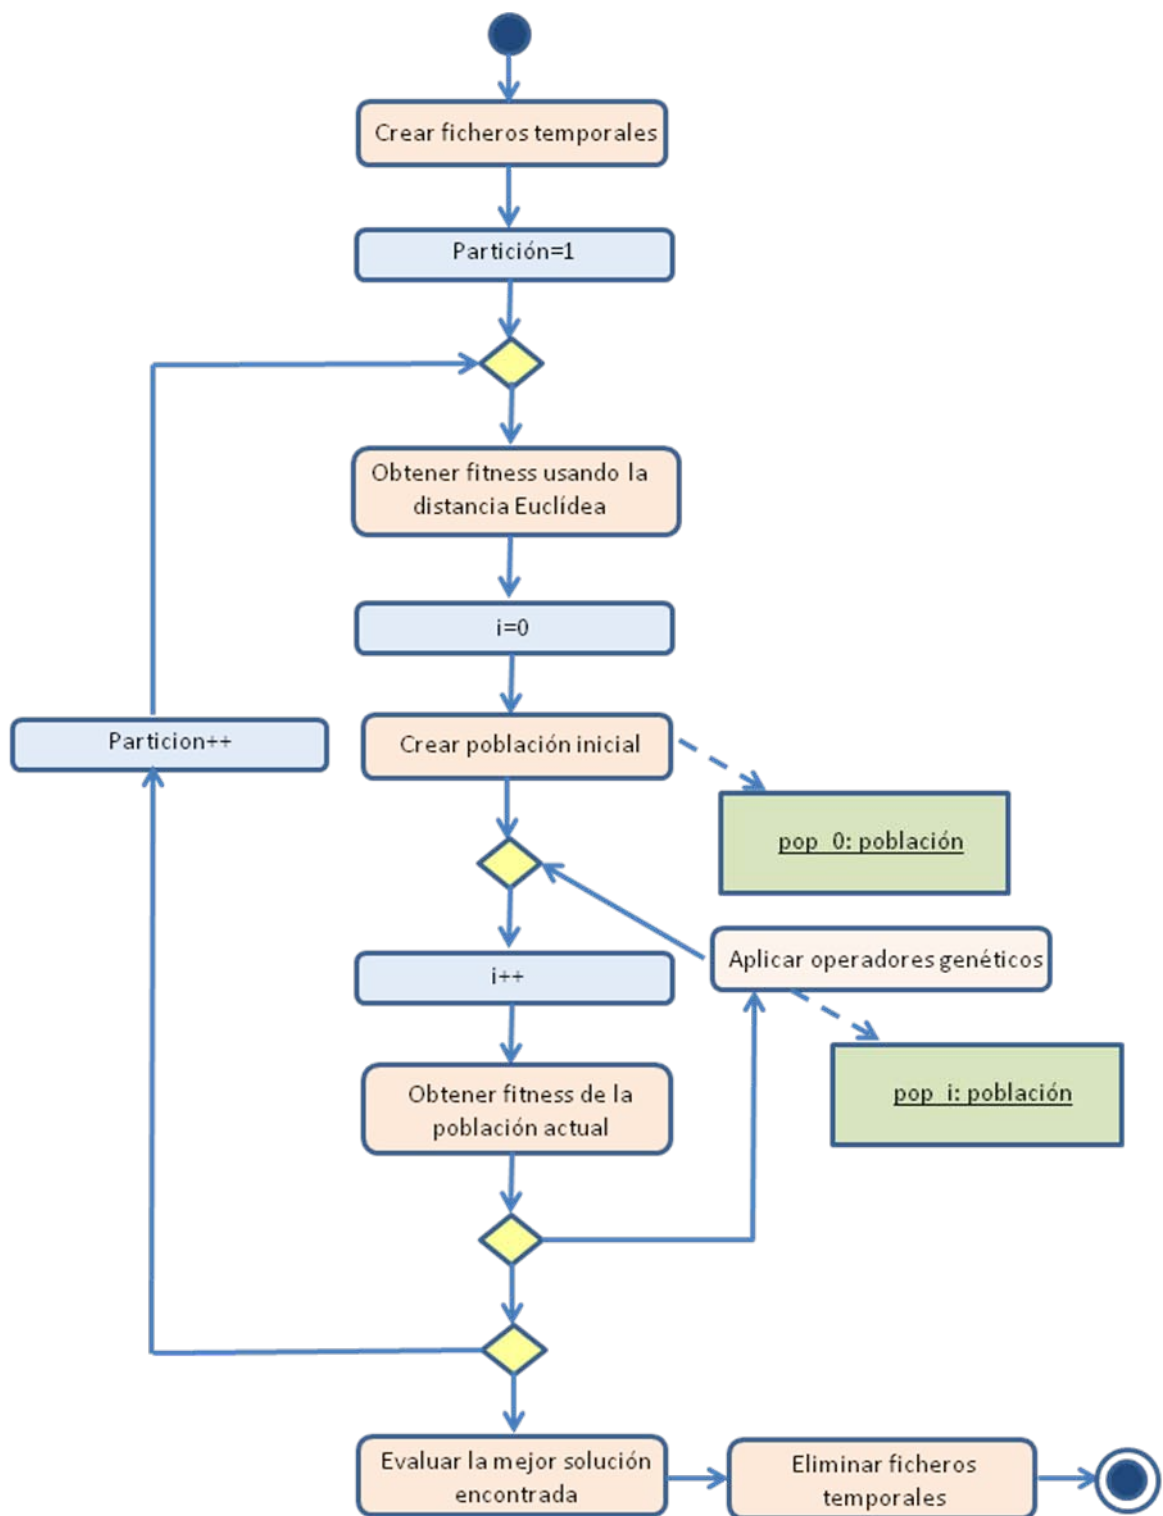 Crear ficheros temporales
Partición=1
Obtener fitness usando la
distancia Euclídea
i=0
Particion++
Crear población inicial
pop_0: población
Aplicar operadores genéticos
i++
Obtener fitness de la
población actual
pop_i: población
Evaluar la mejor solución
encontrada
Eliminar ficheros
temporales